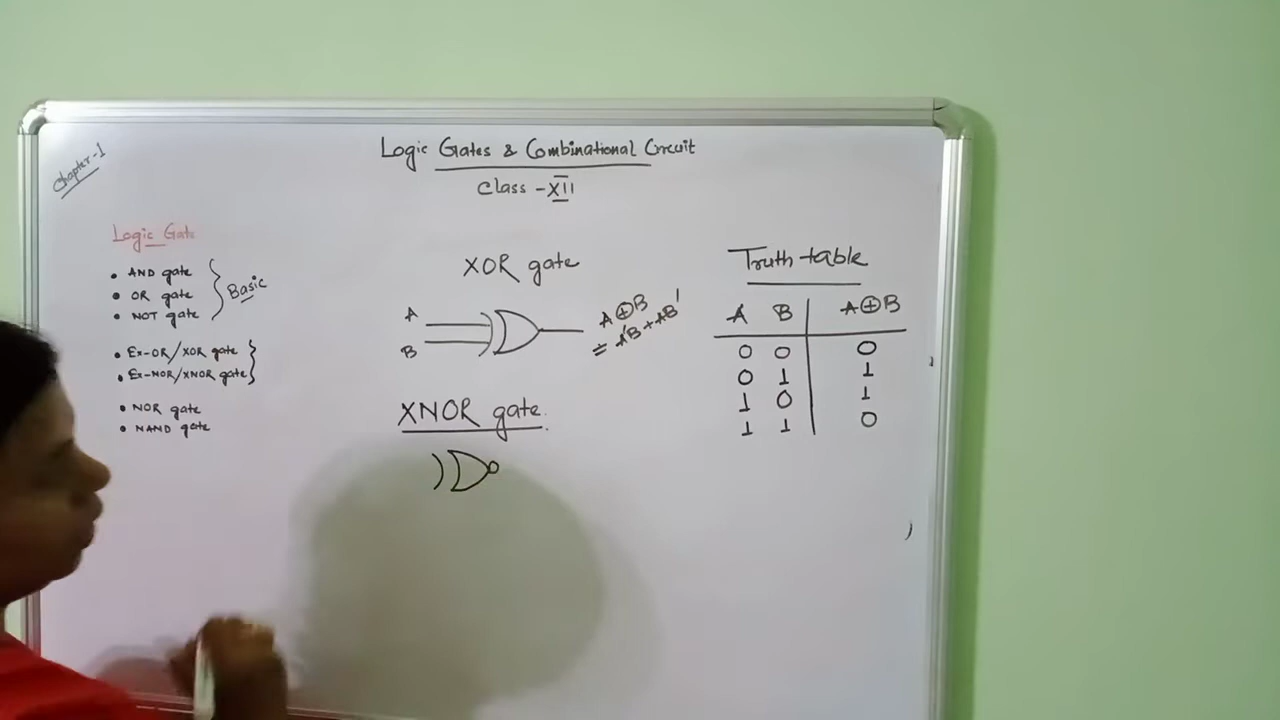 Chapter-1
Logic Gates & Combinational Circuit
Class -XII
Logic Gate
• AND gate
• OR gate
• NOT gate
Basic
• Ex-OR/XOR gate
• Ex-NOR/XNOR gate
• NOR gate
• NAND gate
XOR gate
A
B
A⊕B
= A'B + AB'
XNOR gate.
Truth table
A B A⊕B
0 0 0
0 1 1
1 0 1
1 1 0